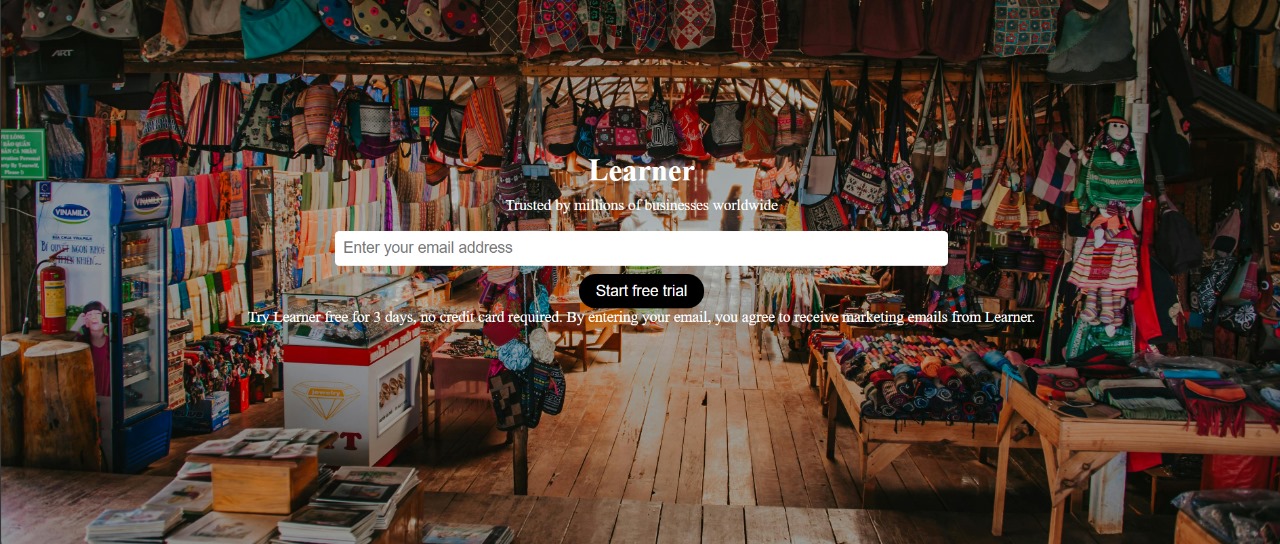 ART
VINAMILK
VINAMILK
Learner
Trusted by millions of businesses worldwide
Enter your email address
Start free trial
Try Learner free for 3 days, no credit card required. By entering your email, you agree to receive marketing emails from Learner.